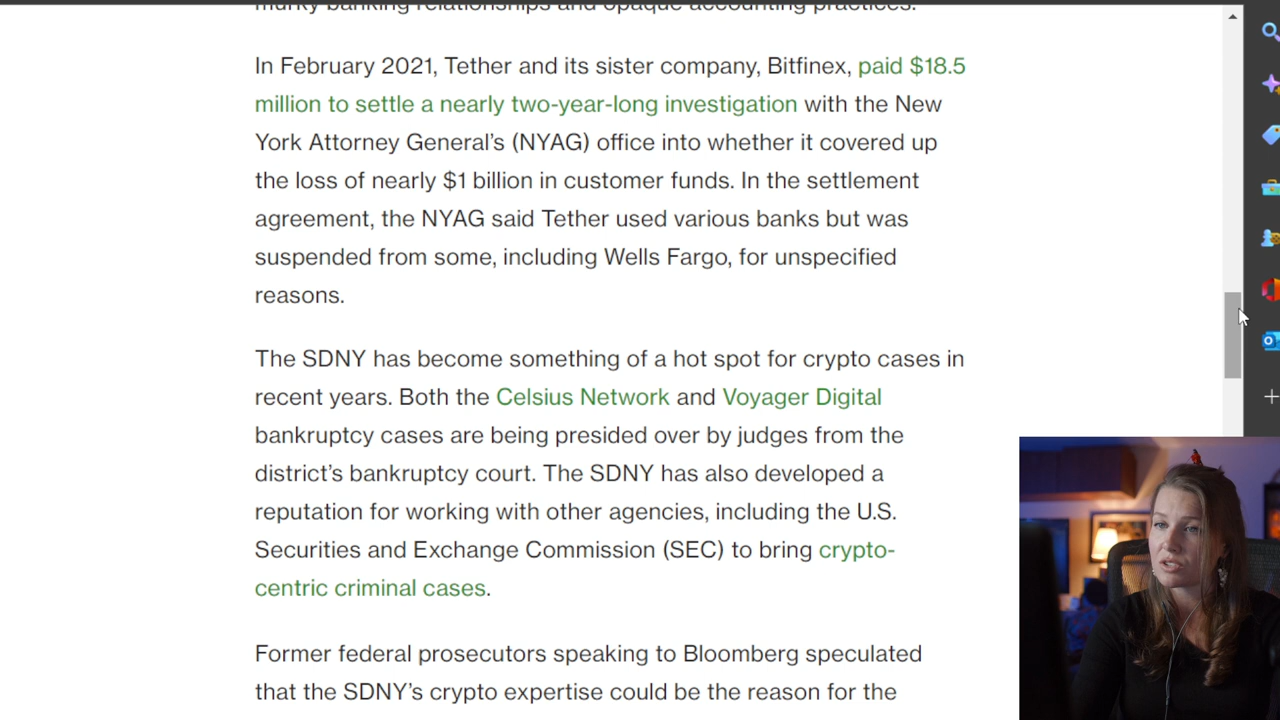 murky banking relationships and opaque accounting practices.
In February 2021, Tether and its sister company, Bitfinex, paid $18.5
million to settle a nearly two-year-long investigation with the New
York Attorney General’s (NYAG) office into whether it covered up
the loss of nearly $1 billion in customer funds. In the settlement
agreement, the NYAG said Tether used various banks but was
suspended from some, including Wells Fargo, for unspecified
reasons.
The SDNY has become something of a hot spot for crypto cases in
recent years. Both the Celsius Network and Voyager Digital
bankruptcy cases are being presided over by judges from the
district’s bankruptcy court. The SDNY has also developed a
reputation for working with other agencies, including the U.S.
Securities and Exchange Commission (SEC) to bring crypto-
centric criminal cases.
Former federal prosecutors speaking to Bloomberg speculated
that the SDNY’s crypto expertise could be the reason for the